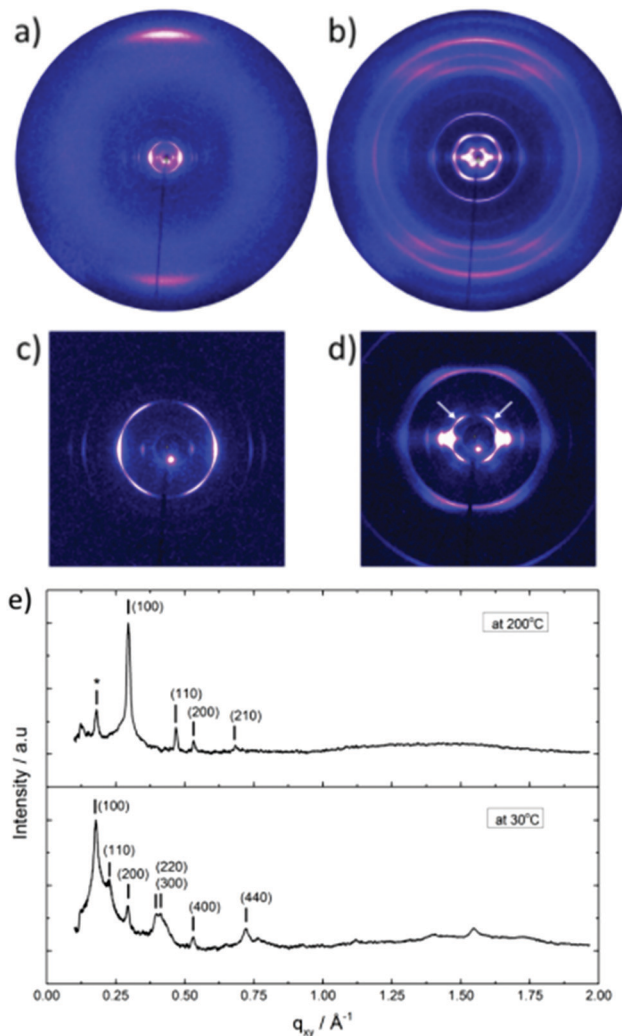 a)
b)
c)
d)
e)
(100)
at 200°C
*
(110)
(200)
(210)
Intensity / a.u
(100)
at 30°C
(110)
(220)
(200)
(300)
(440)
(400)
0.00 0.25 0.50 0.75 1.00 1.25 1.50 1.75 2.00
q_xy / Å⁻¹